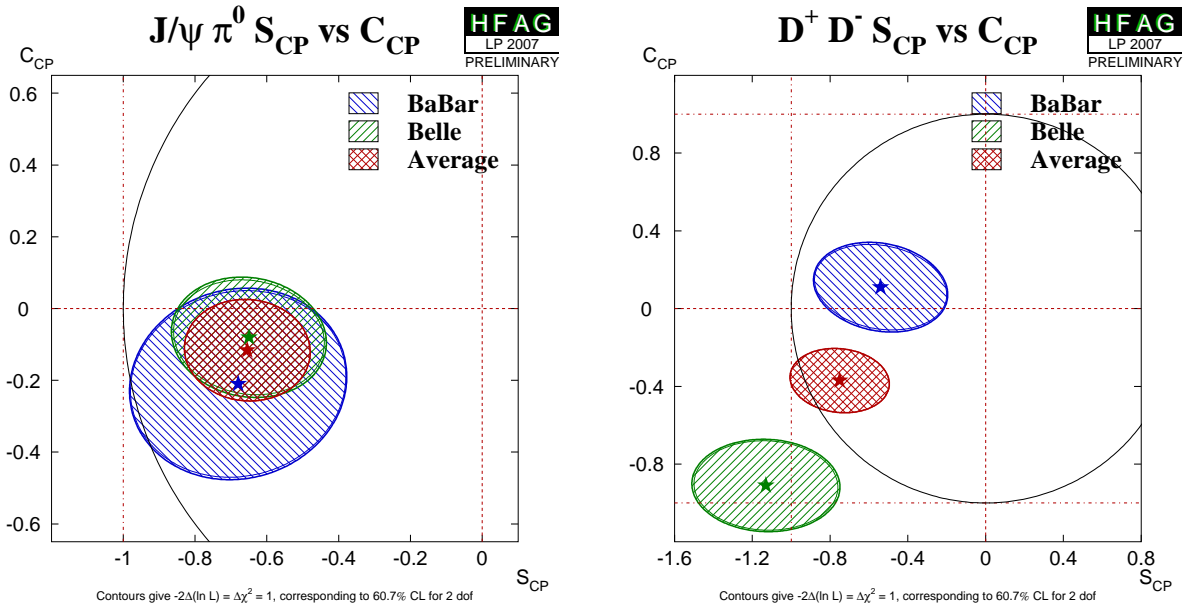 J/ψ π⁰ S_CP vs C_CP
HFAG
LP 2007
PRELIMINARY
C_CP
BaBar
Belle
Average
0.6
0.4
0.2
0
-0.2
-0.4
-0.6
-1
-0.8
-0.6
-0.4
-0.2
0
S_CP
Contours give -2Δ(ln L) = Δχ² = 1, corresponding to 60.7% CL for 2 dof
D⁺ D⁻ S_CP vs C_CP
HFAG
LP 2007
PRELIMINARY
C_CP
BaBar
Belle
Average
0.8
0.4
0
-0.4
-0.8
-1.6
-1.2
-0.8
-0.4
0
0.4
0.8
S_CP
Contours give -2Δ(ln L) = Δχ² = 1, corresponding to 60.7% CL for 2 dof